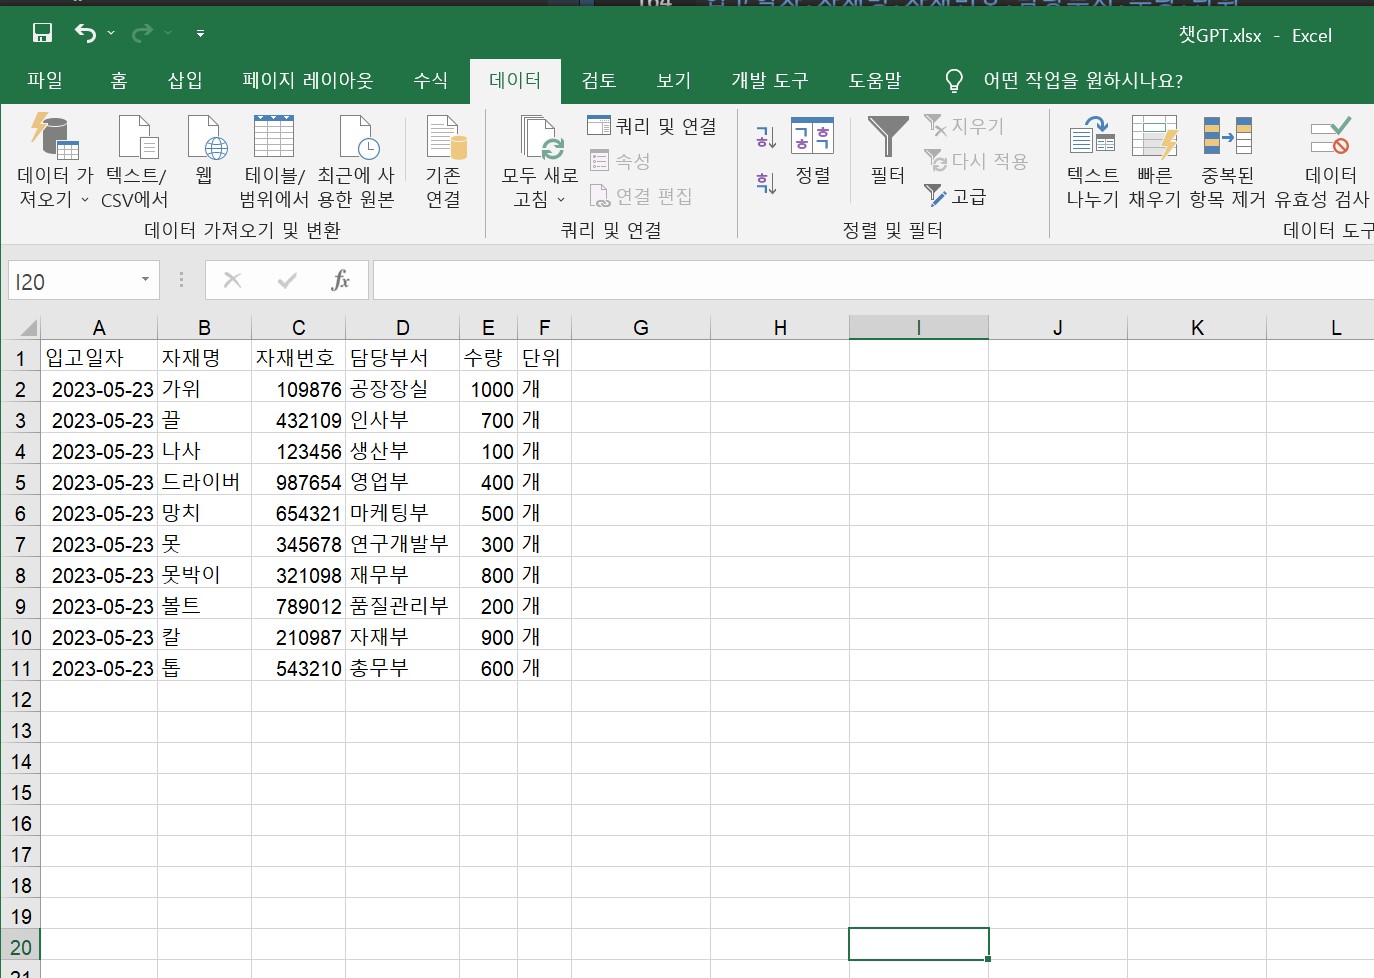 챗GPT.xlsx - Excel
파일 홈 삽입 페이지 레이아웃 수식 데이터 검토 보기 개발 도구 도움말 어떤 작업을 원하시나요?
데이터 가져오기
텍스트/CSV에서
웹
테이블/범위에서
최근에 사용한 원본
기존 연결
데이터 가져오기 및 변환
모두 새로 고침
쿼리 및 연결
속성
연결 편집
쿼리 및 연결
정렬
필터
지우기
다시 적용
고급
정렬 및 필터
텍스트 나누기
빠른 채우기
중복된 항목 제거
데이터 유효성 검사
데이터 도구
I20 fx
A B C D E F G H I J K L
1 입고일자 자재명 자재번호 담당부서 수량 단위
2 2023-05-23 가위 109876 공장장실 1000 개
3 2023-05-23 끌 432109 인사부 700 개
4 2023-05-23 나사 123456 생산부 100 개
5 2023-05-23 드라이버 987654 영업부 400 개
6 2023-05-23 망치 654321 마케팅부 500 개
7 2023-05-23 못 345678 연구개발부 300 개
8 2023-05-23 못박이 321098 재무부 800 개
9 2023-05-23 볼트 789012 품질관리부 200 개
10 2023-05-23 칼 210987 자재부 900 개
11 2023-05-23 톱 543210 총무부 600 개
12
13
14
15
16
17
18
19
20
21